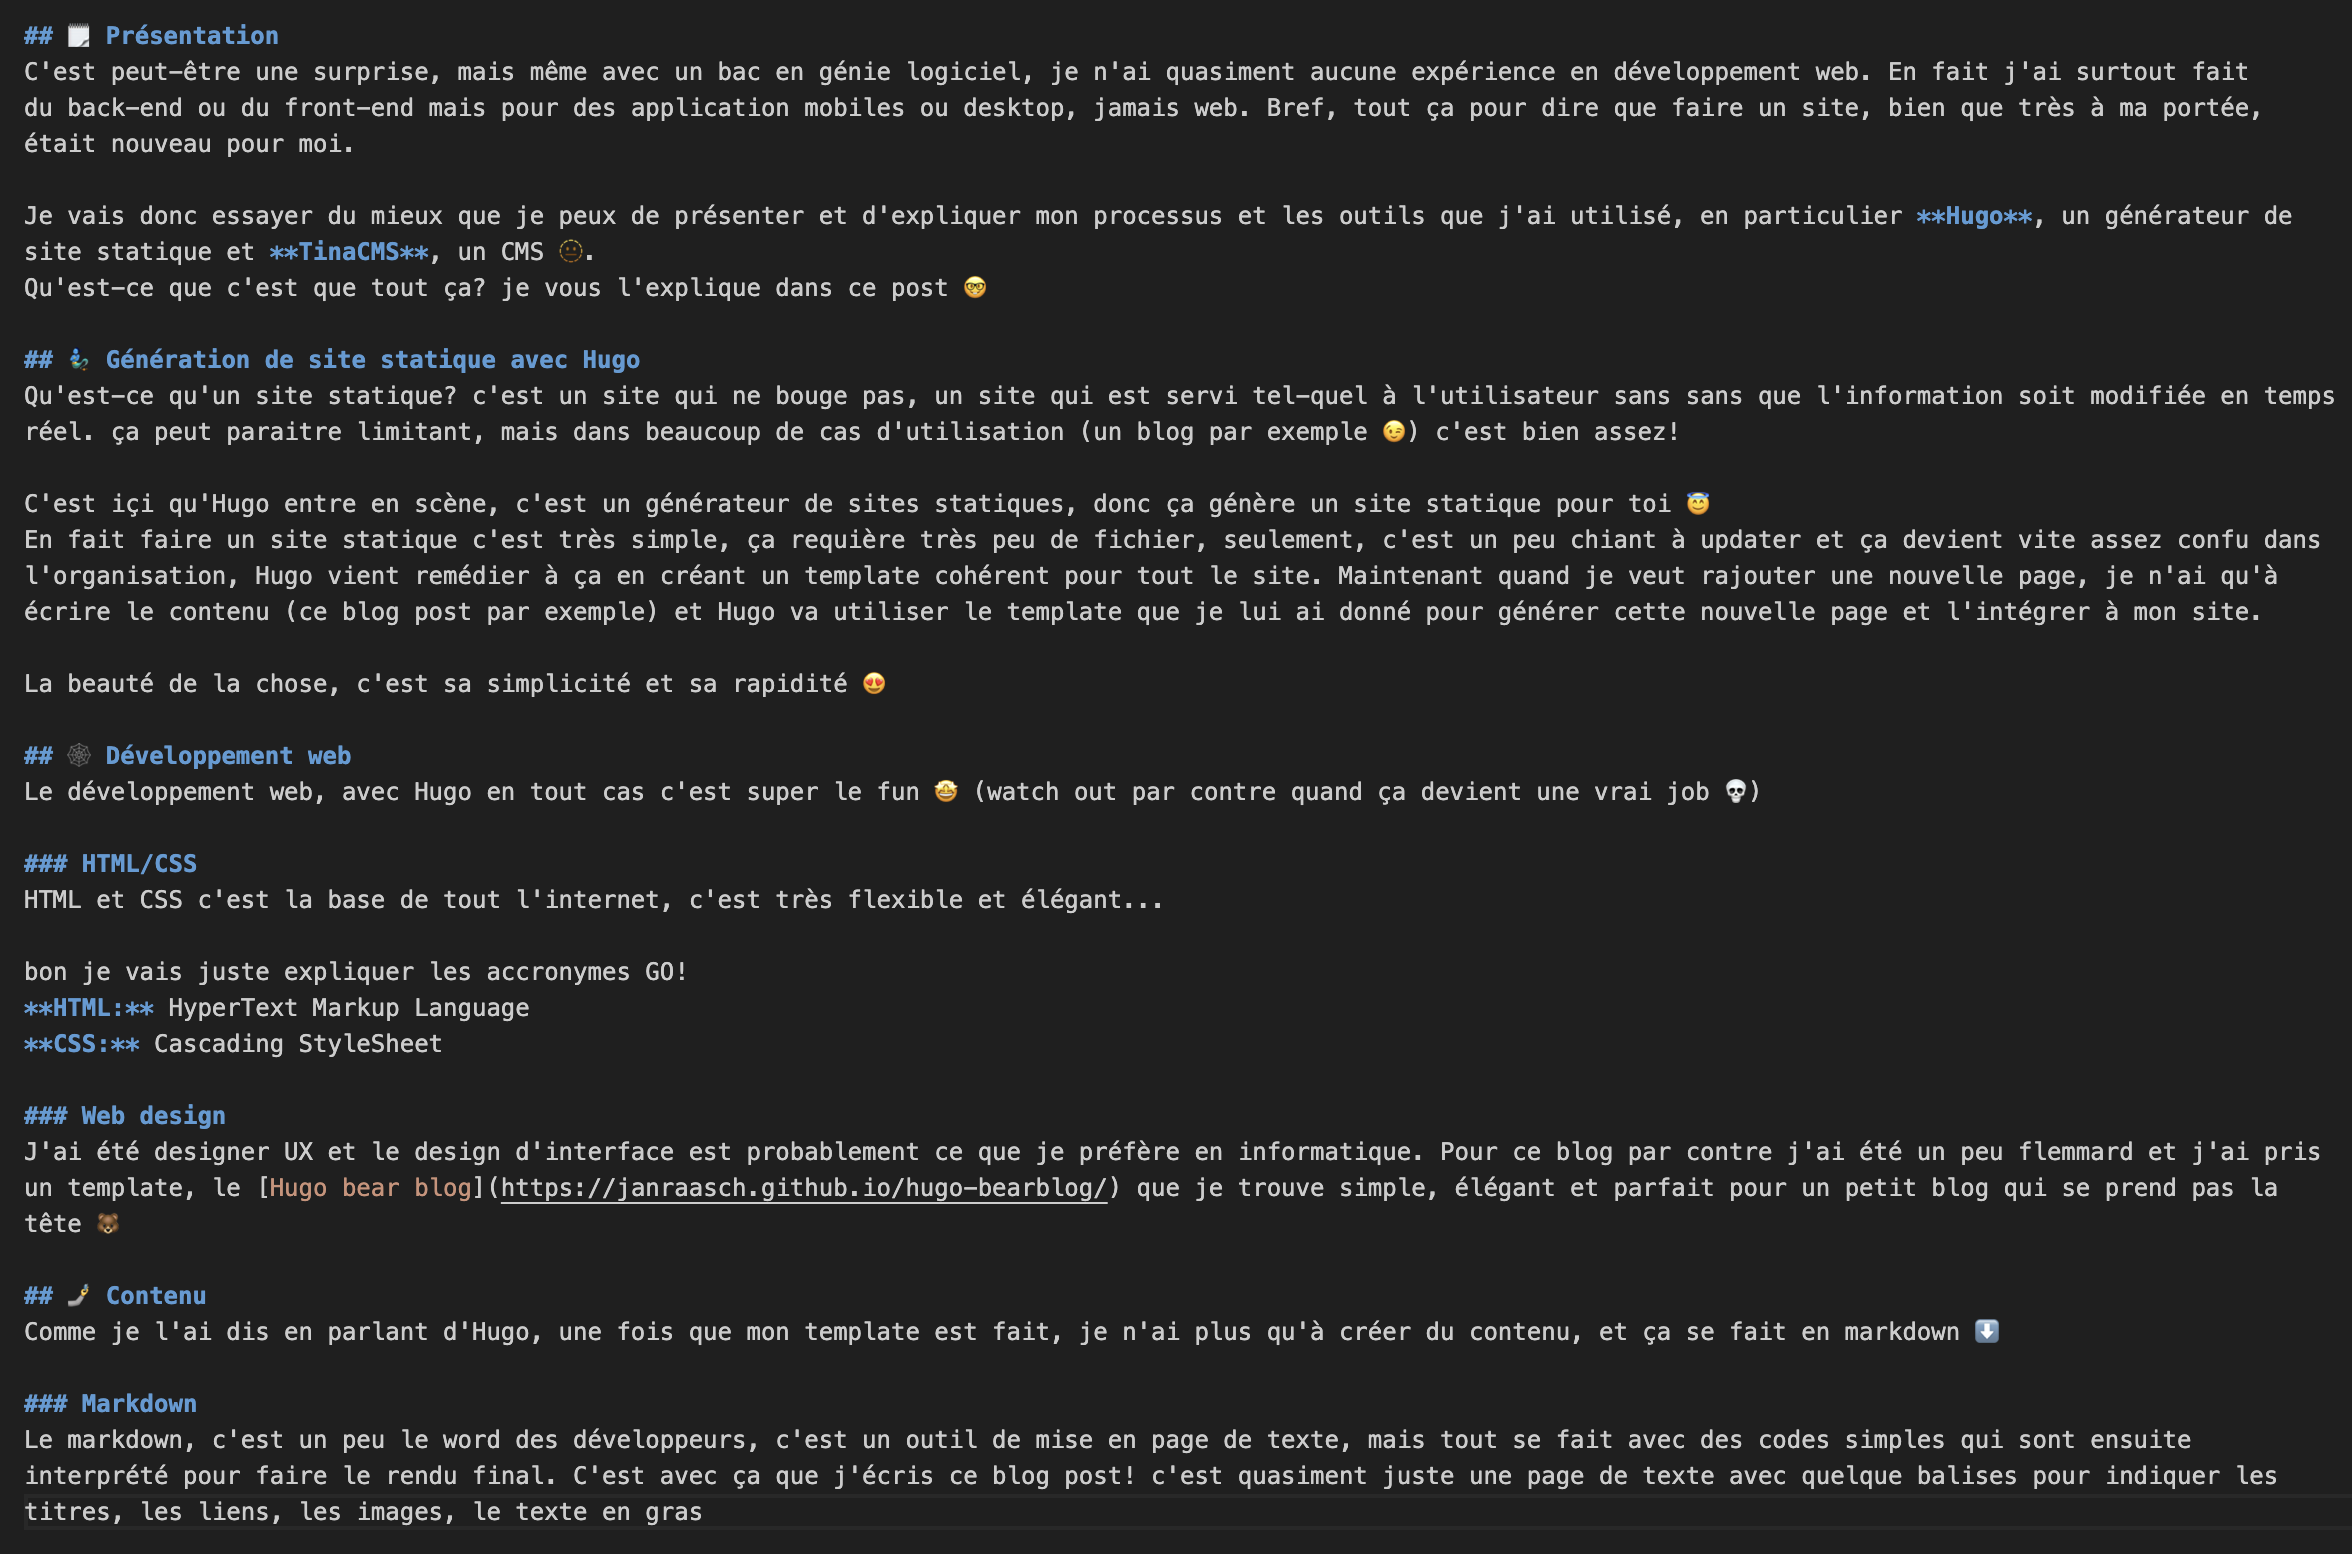 ## 🗒️ Présentation
C'est peut-être une surprise, mais même avec un bac en génie logiciel, je n'ai quasiment aucune expérience en développement web. En fait j'ai surtout fait
du back-end ou du front-end mais pour des application mobiles ou desktop, jamais web. Bref, tout ça pour dire que faire un site, bien que très à ma portée,
était nouveau pour moi.
Je vais donc essayer du mieux que je peux de présenter et d'expliquer mon processus et les outils que j'ai utilisé, en particulier **Hugo**, un générateur de
site statique et **TinaCMS**, un CMS 🫥.
Qu'est-ce que c'est que tout ça? je vous l'explique dans ce post 🤓
## 🧞‍♂️ Génération de site statique avec Hugo
Qu'est-ce qu'un site statique? c'est un site qui ne bouge pas, un site qui est servi tel-quel à l'utilisateur sans sans que l'information soit modifiée en temps
réel. ça peut paraitre limitant, mais dans beaucoup de cas d'utilisation (un blog par exemple 😉) c'est bien assez!
C'est içi qu'Hugo entre en scène, c'est un générateur de sites statiques, donc ça génère un site statique pour toi 😇
En fait faire un site statique c'est très simple, ça requière très peu de fichier, seulement, c'est un peu chiant à updater et ça devient vite assez confu dans
l'organisation, Hugo vient remédier à ça en créant un template cohérent pour tout le site. Maintenant quand je veut rajouter une nouvelle page, je n'ai qu'à
écrire le contenu (ce blog post par exemple) et Hugo va utiliser le template que je lui ai donné pour générer cette nouvelle page et l'intégrer à mon site.
La beauté de la chose, c'est sa simplicité et sa rapidité 😍
## 🕸️ Développement web
Le développement web, avec Hugo en tout cas c'est super le fun 🤩 (watch out par contre quand ça devient une vrai job 💀)
### HTML/CSS
HTML et CSS c'est la base de tout l'internet, c'est très flexible et élégant...
bon je vais juste expliquer les accronymes GO!
**HTML:** HyperText Markup Language
**CSS:** Cascading StyleSheet
### Web design
J'ai été designer UX et le design d'interface est probablement ce que je préfère en informatique. Pour ce blog par contre j'ai été un peu flemmard et j'ai pris
un template, le [Hugo bear blog](https://janraasch.github.io/hugo-bearblog/) que je trouve simple, élégant et parfait pour un petit blog qui se prend pas la
tête 🐻
## 🤳 Contenu
Comme je l'ai dis en parlant d'Hugo, une fois que mon template est fait, je n'ai plus qu'à créer du contenu, et ça se fait en markdown ⬇️
### Markdown
Le markdown, c'est un peu le word des développeurs, c'est un outil de mise en page de texte, mais tout se fait avec des codes simples qui sont ensuite
interprété pour faire le rendu final. C'est avec ça que j'écris ce blog post! c'est quasiment juste une page de texte avec quelque balises pour indiquer les
titres, les liens, les images, le texte en gras